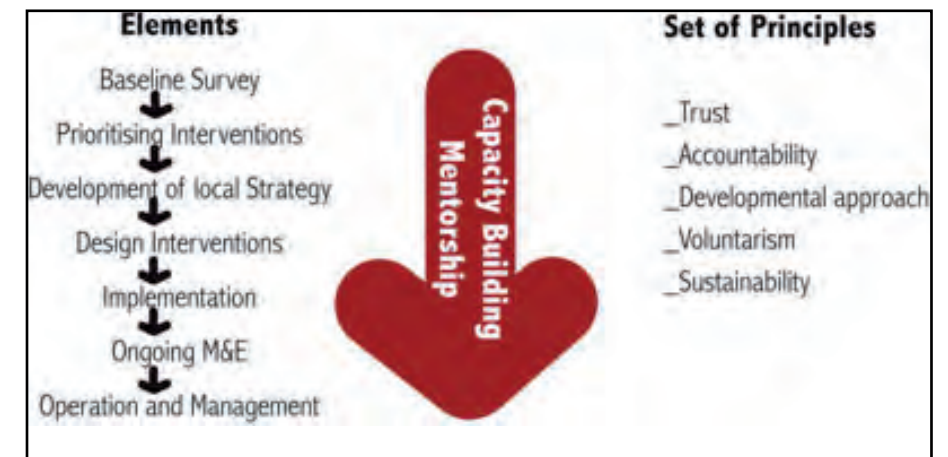 Elements
Baseline Survey
Prioritising Interventions
Development of local Strategy
Design Interventions
Implementation
Ongoing M&E
Operation and Management
Capacity Building
Mentorship
Set of Principles
_Trust
_Accountability
_Developmental approach
_Voluntarism
_Sustainability